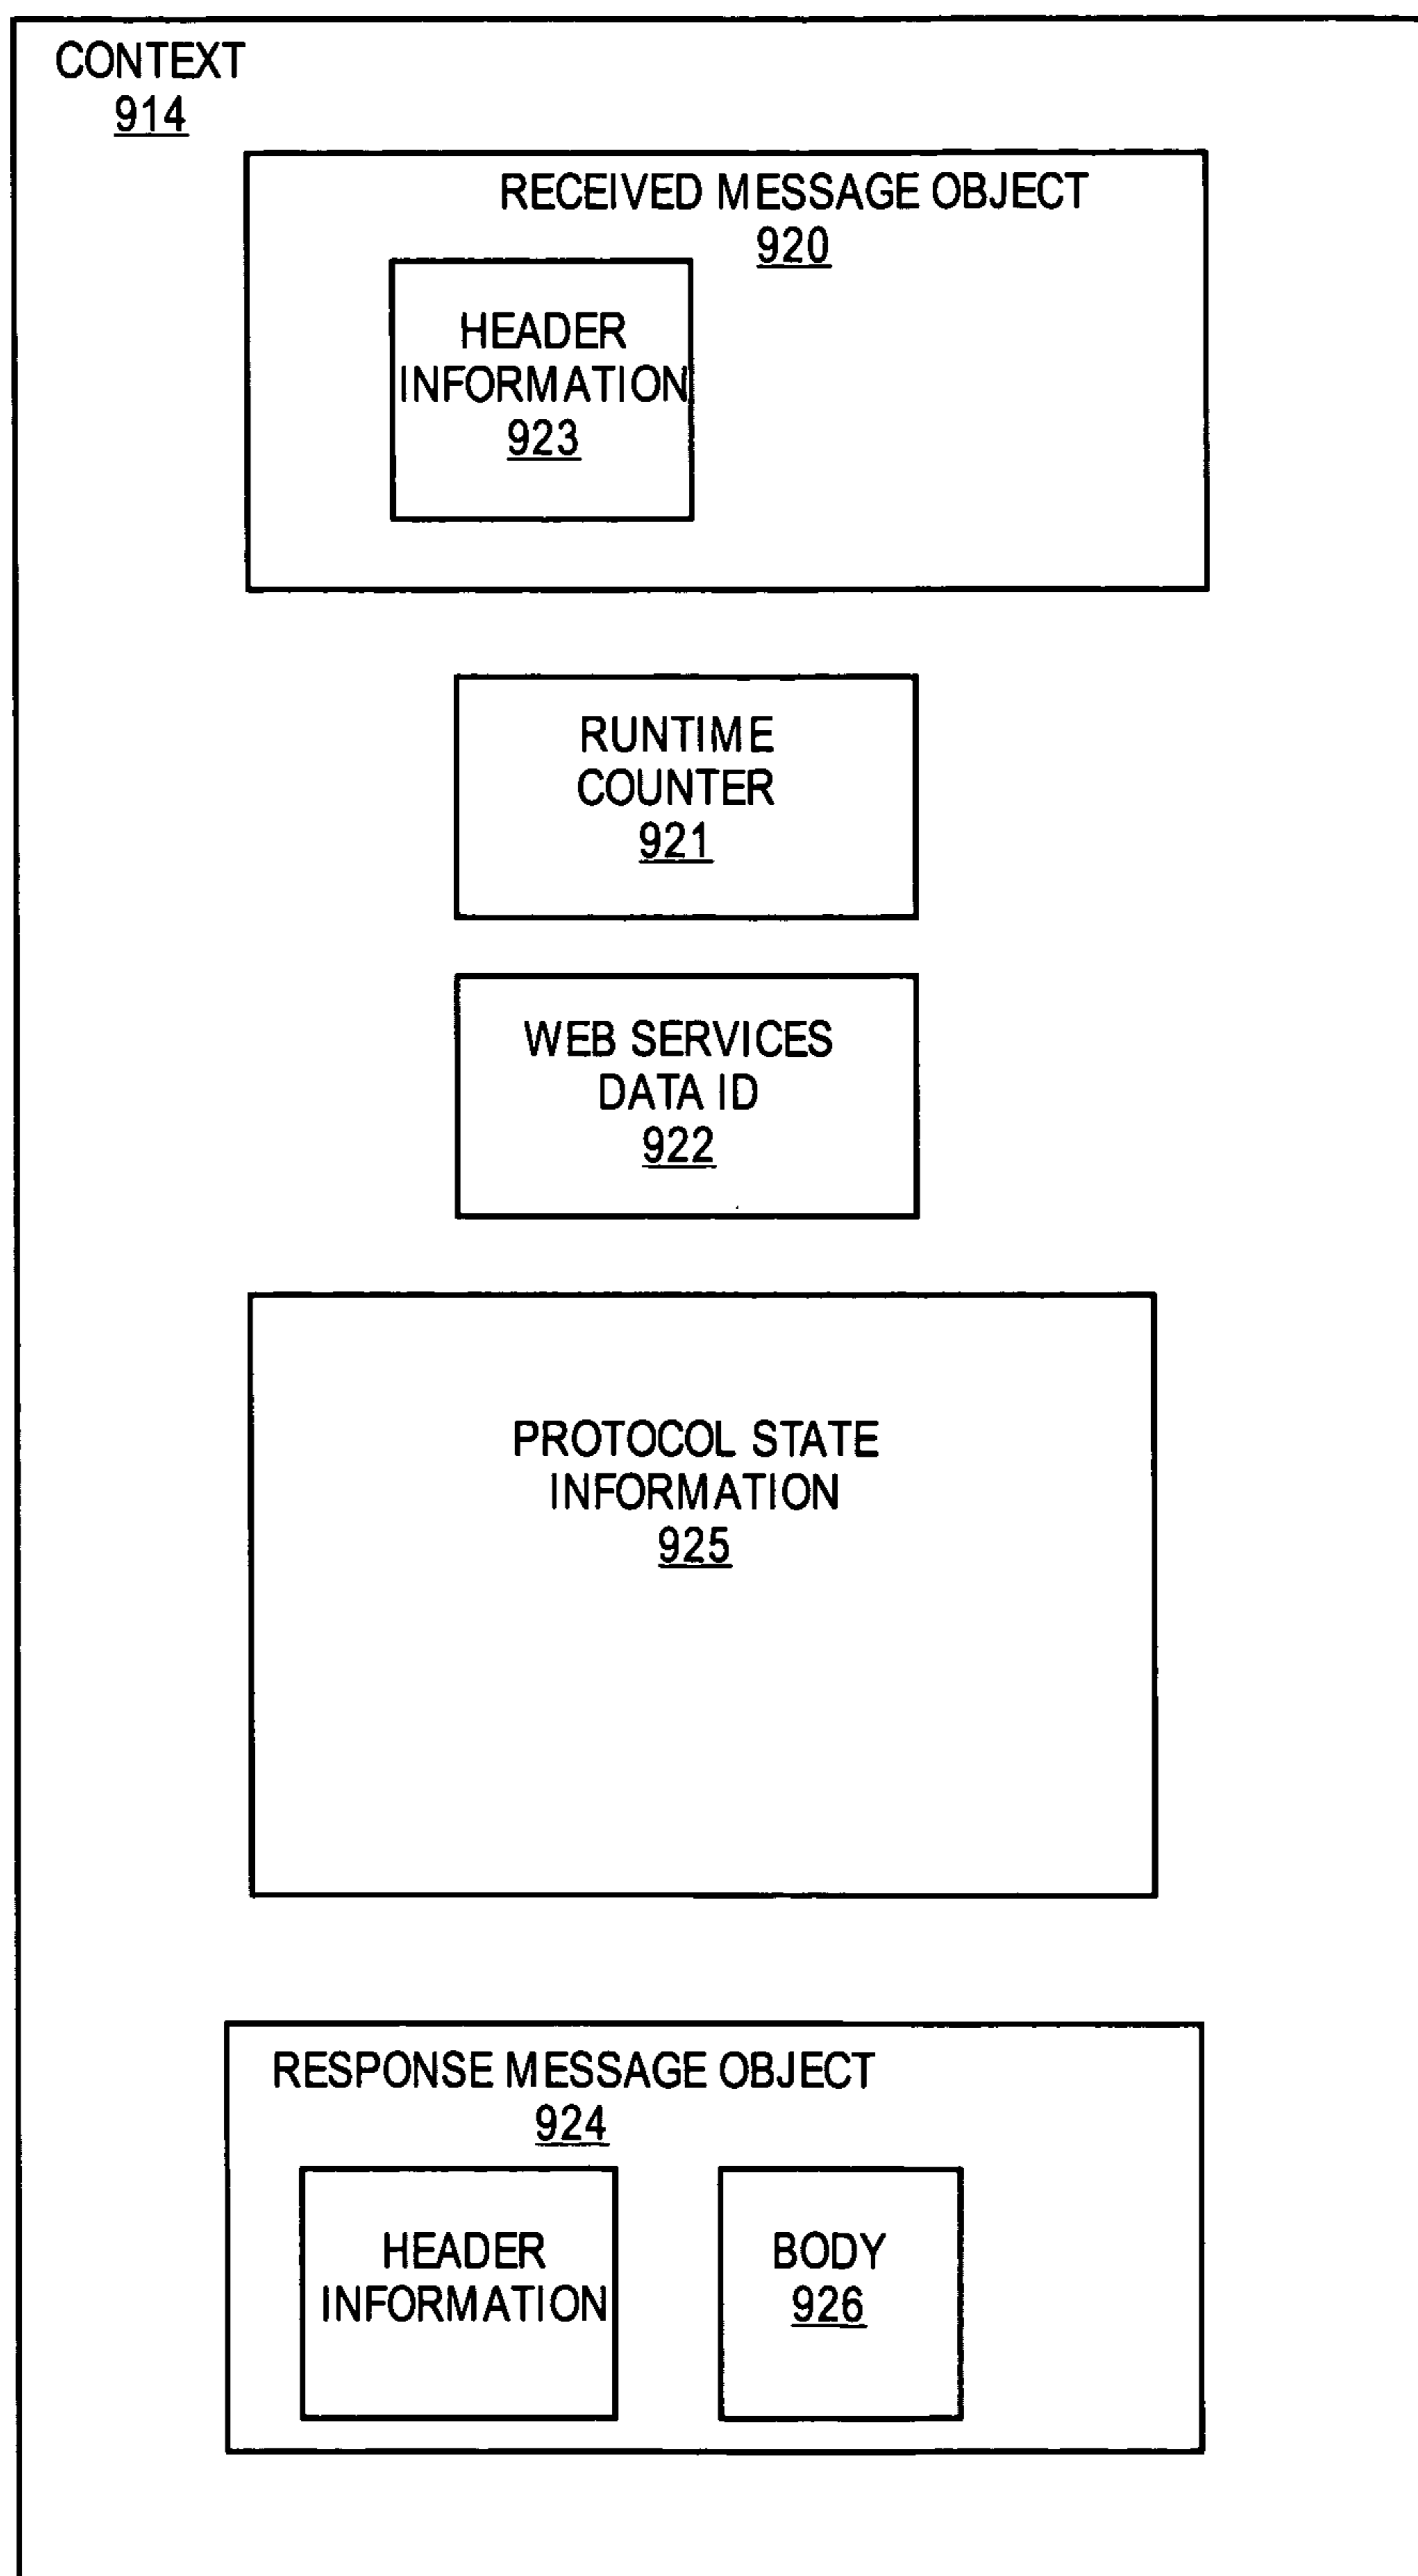 CONTEXT
914
RECEIVED MESSAGE OBJECT
920
HEADER
INFORMATION
923
RUNTIME
COUNTER
921
WEB SERVICES
DATA ID
922
PROTOCOL STATE
INFORMATION
925
RESPONSE MESSAGE OBJECT
924
HEADER
INFORMATION
BODY
926